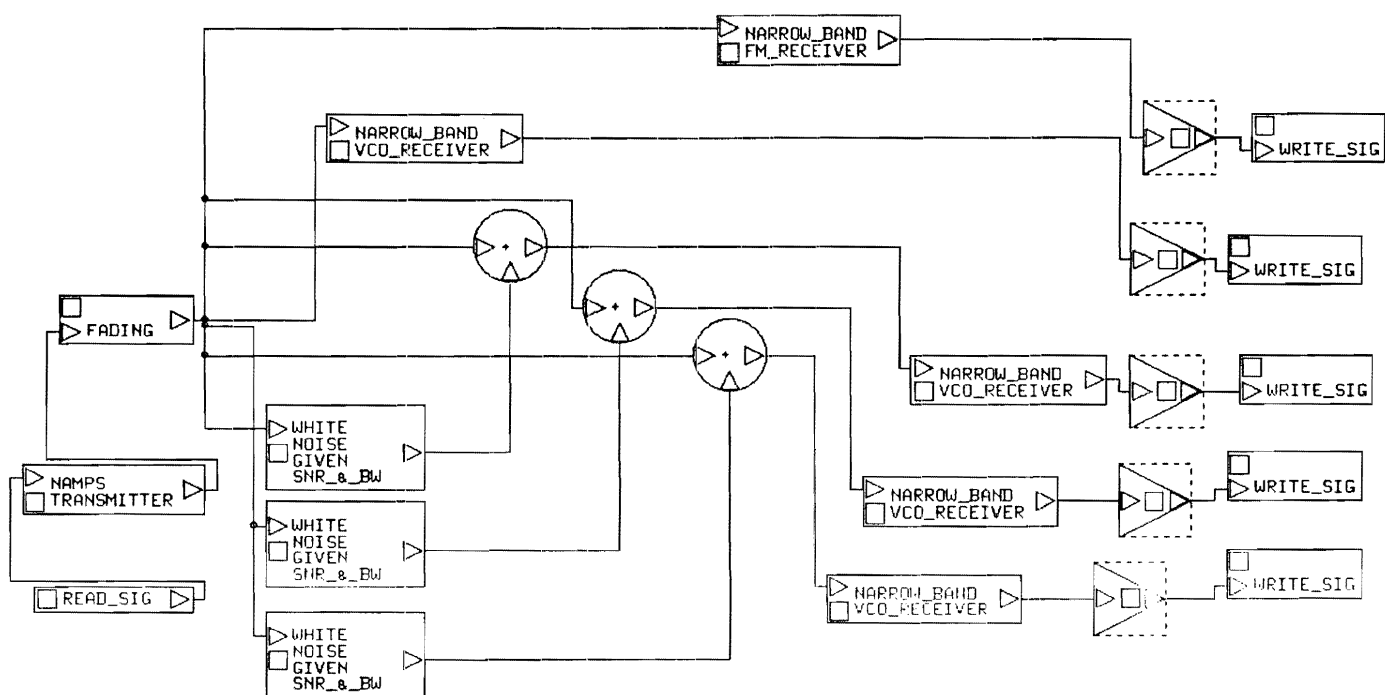 NARROW_BAND
FM_RECEIVER
NARROW_BAND
VCO_RECEIVER
WRITE_SIG
+
WRITE_SIG
+
FADING
+
NARROW_BAND
VCO_RECEIVER
WRITE_SIG
WHITE
NOISE
GIVEN
SNR_&_BW
NAMPS
TRANSMITTER
NARROW_BAND
VCO_RECEIVER
WRITE_SIG
WHITE
NOISE
GIVEN
SNR_&_BW
READ_SIG
NARROW_BAND
VCO_RECEIVER
WRITE_SIG
WHITE
NOISE
GIVEN
SNR_&_BW